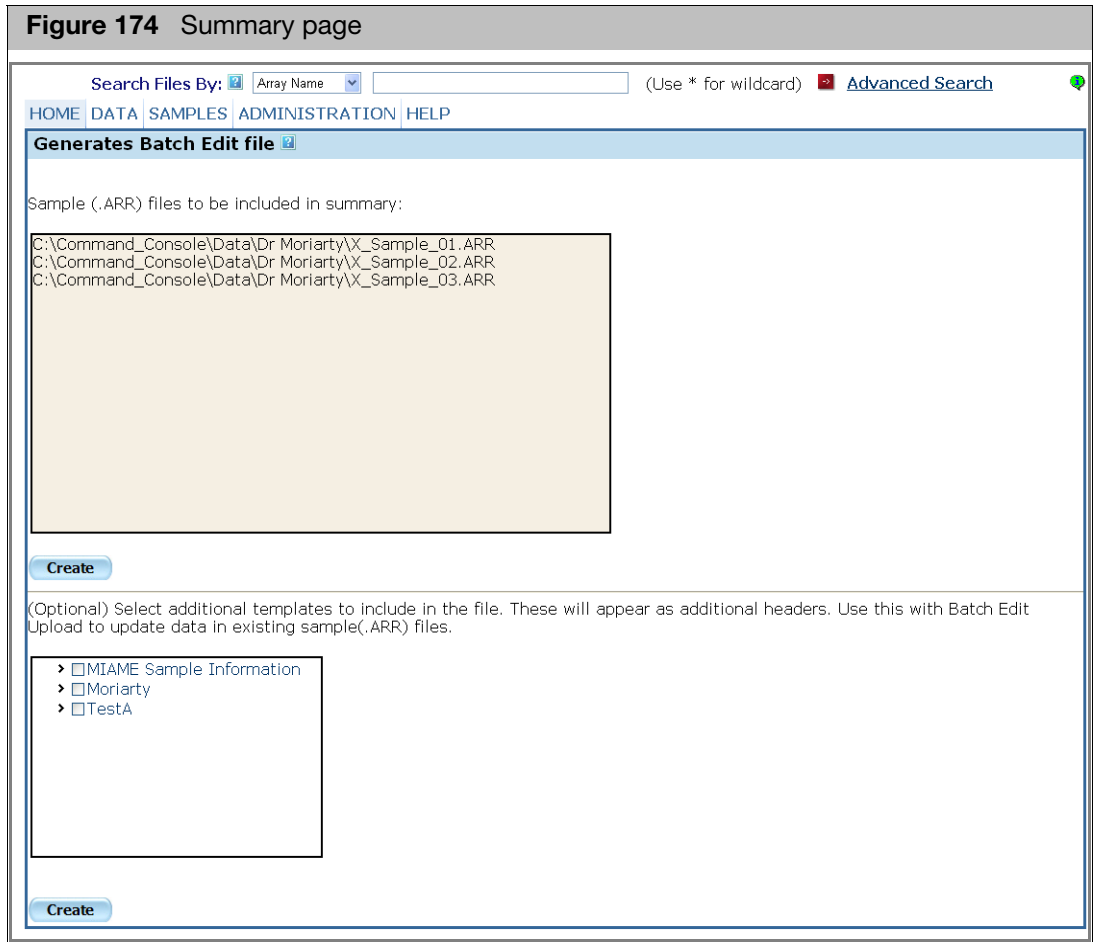 Figure 174 Summary page
Search Files By: Array Name (Use * for wildcard) Advanced Search
HOME DATA SAMPLES ADMINISTRATION HELP
Generates Batch Edit file
Sample (.ARR) files to be included in summary:
C:\Command_Console\Data\Dr Moriarty\X_Sample_01.ARR
C:\Command_Console\Data\Dr Moriarty\X_Sample_02.ARR
C:\Command_Console\Data\Dr Moriarty\X_Sample_03.ARR
Create
(Optional) Select additional templates to include in the file. These will appear as additional headers. Use this with Batch Edit
Upload to update data in existing sample(.ARR) files.
MIAME Sample Information
Moriarty
TestA
Create